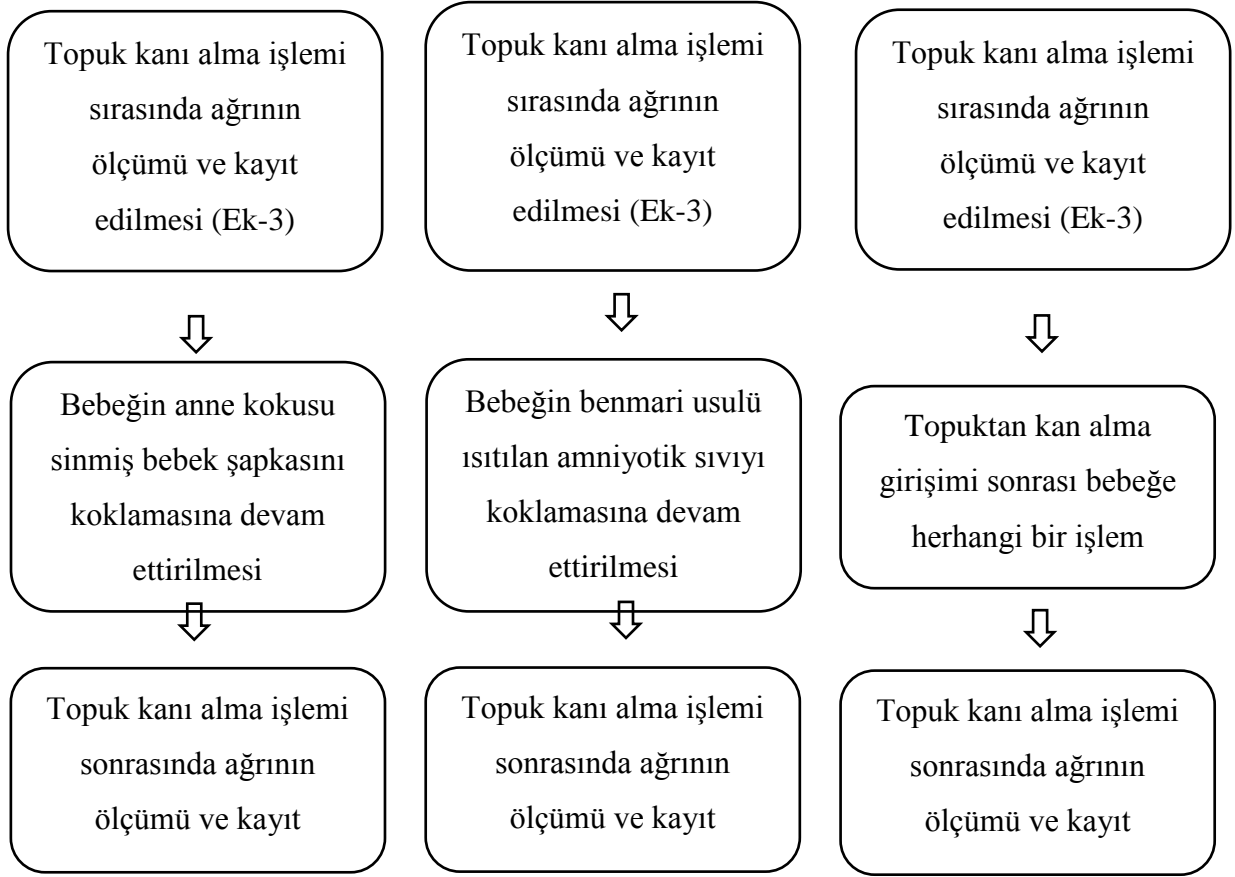 Topuk kanı alma işlemi
sırasında ağrının
ölçümü ve kayıt
edilmesi (Ek-3)
Topuk kanı alma işlemi
sırasında ağrının
ölçümü ve kayıt
edilmesi (Ek-3)
Topuk kanı alma işlemi
sırasında ağrının
ölçümü ve kayıt
edilmesi (Ek-3)
Bebeğin anne kokusu
sinmiş bebek şapkasını
koklamasına devam
ettirilmesi
Bebeğin benmari usulü
ısıtılan amniyotik sıvıyı
koklamasına devam
ettirilmesi
Topuktan kan alma
girişimi sonrası bebeğe
herhangi bir işlem
Topuk kanı alma işlemi
sonrasında ağrının
ölçümü ve kayıt
Topuk kanı alma işlemi
sonrasında ağrının
ölçümü ve kayıt
Topuk kanı alma işlemi
sonrasında ağrının
ölçümü ve kayıt